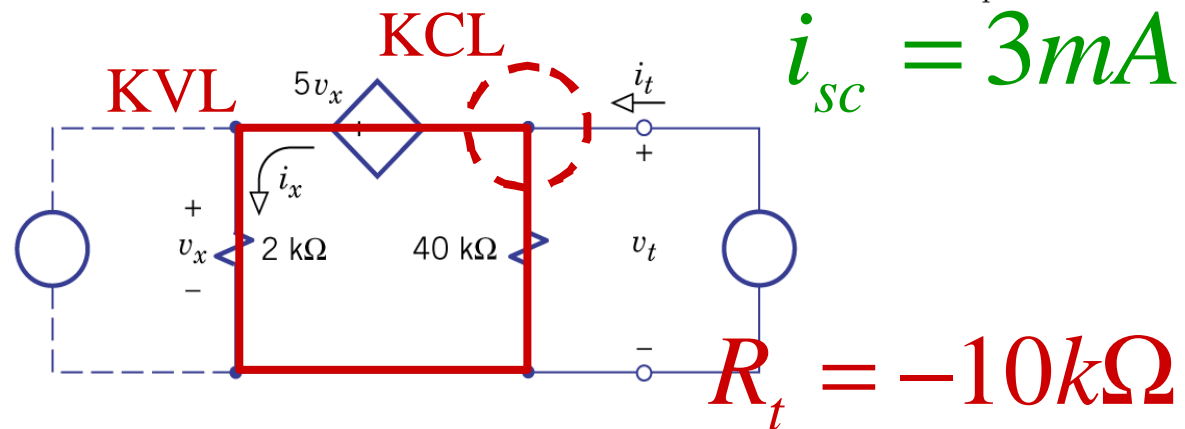 KCL
i_sc = 3mA
KVL
5v_x
i_t
+
+
i_x
+
v_x
2 kΩ
40 kΩ
v_t
−
−
R_t = −10kΩ